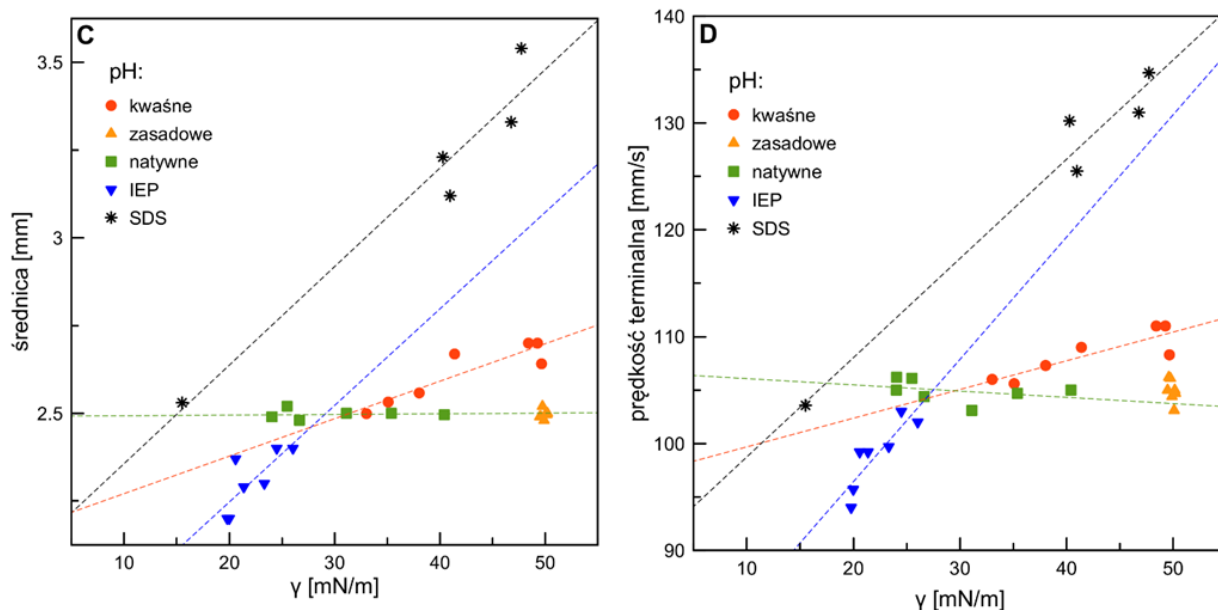 C
pH:
kwaśne
zasadowe
natywne
IEP
SDS
3.5
3
2.5
średnica [mm]
10 20 30 40 50
γ [mN/m]
D
pH:
kwaśne
zasadowe
natywne
IEP
SDS
140
130
120
110
100
90
prędkość terminalna [mm/s]
10 20 30 40 50
γ [mN/m]